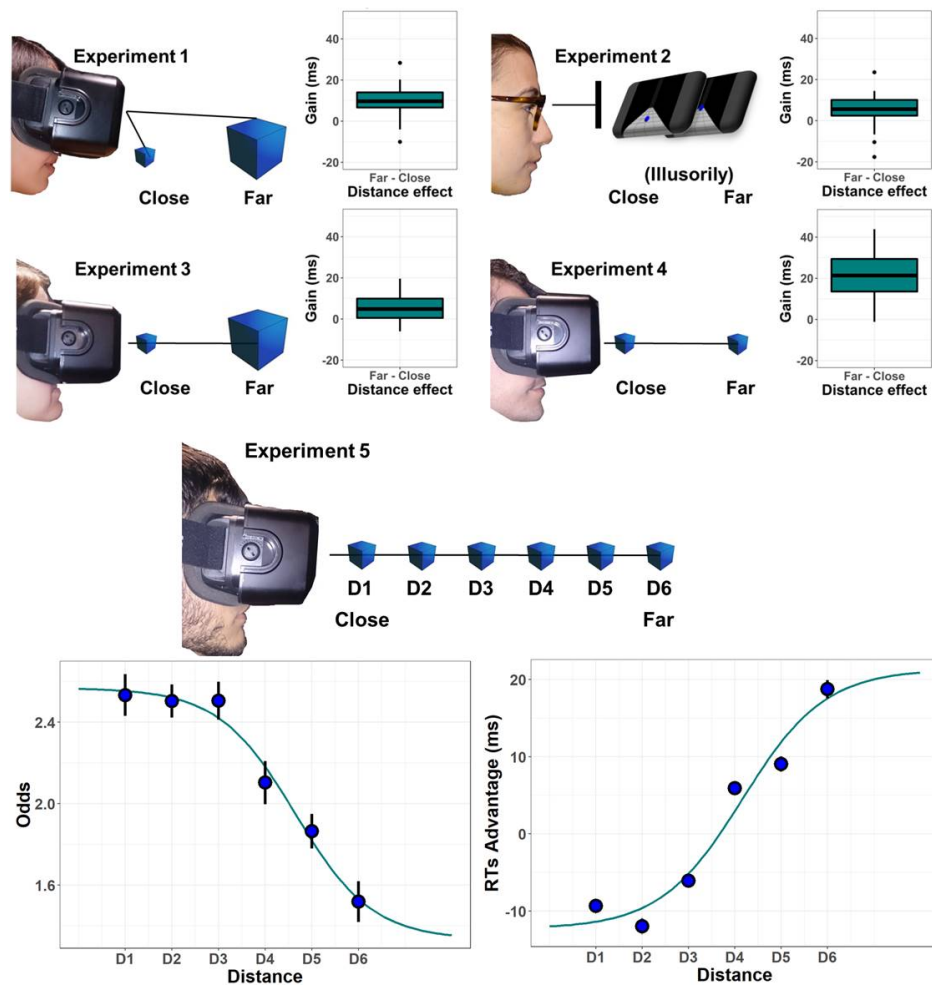 Experiment 1
Close
Far
Gain (ms)
40
20
0
-20
Far - Close
Distance effect
Experiment 2
(Illusorily)
Close
Far
Gain (ms)
40
20
0
-20
Far - Close
Distance effect
Experiment 3
Close
Far
Gain (ms)
40
20
0
-20
Far - Close
Distance effect
Experiment 4
Close
Far
Gain (ms)
40
20
0
-20
Far - Close
Distance effect
Experiment 5
D1 D2 D3 D4 D5 D6
Close Far
Odds
2.4
2.0
1.6
D1 D2 D3 D4 D5 D6
Distance
RTs Advantage (ms)
20
10
0
-10
D1 D2 D3 D4 D5 D6
Distance